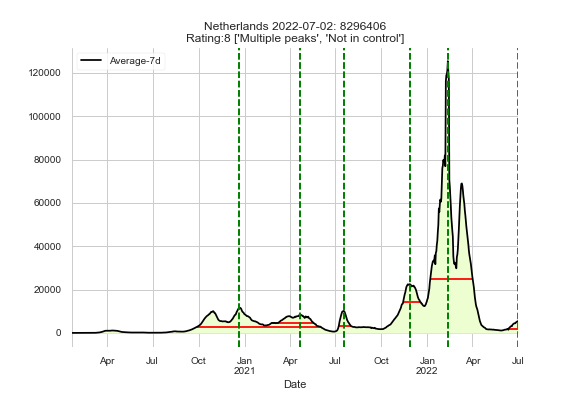 Netherlands 2022-07-02: 8296406
Rating:8 ['Multiple peaks', 'Not in control']
Average-7d
120000
100000
80000
60000
40000
20000
0
Apr Jul Oct Jan Apr Jul Oct Jan Apr Jul
2021 2022
Date